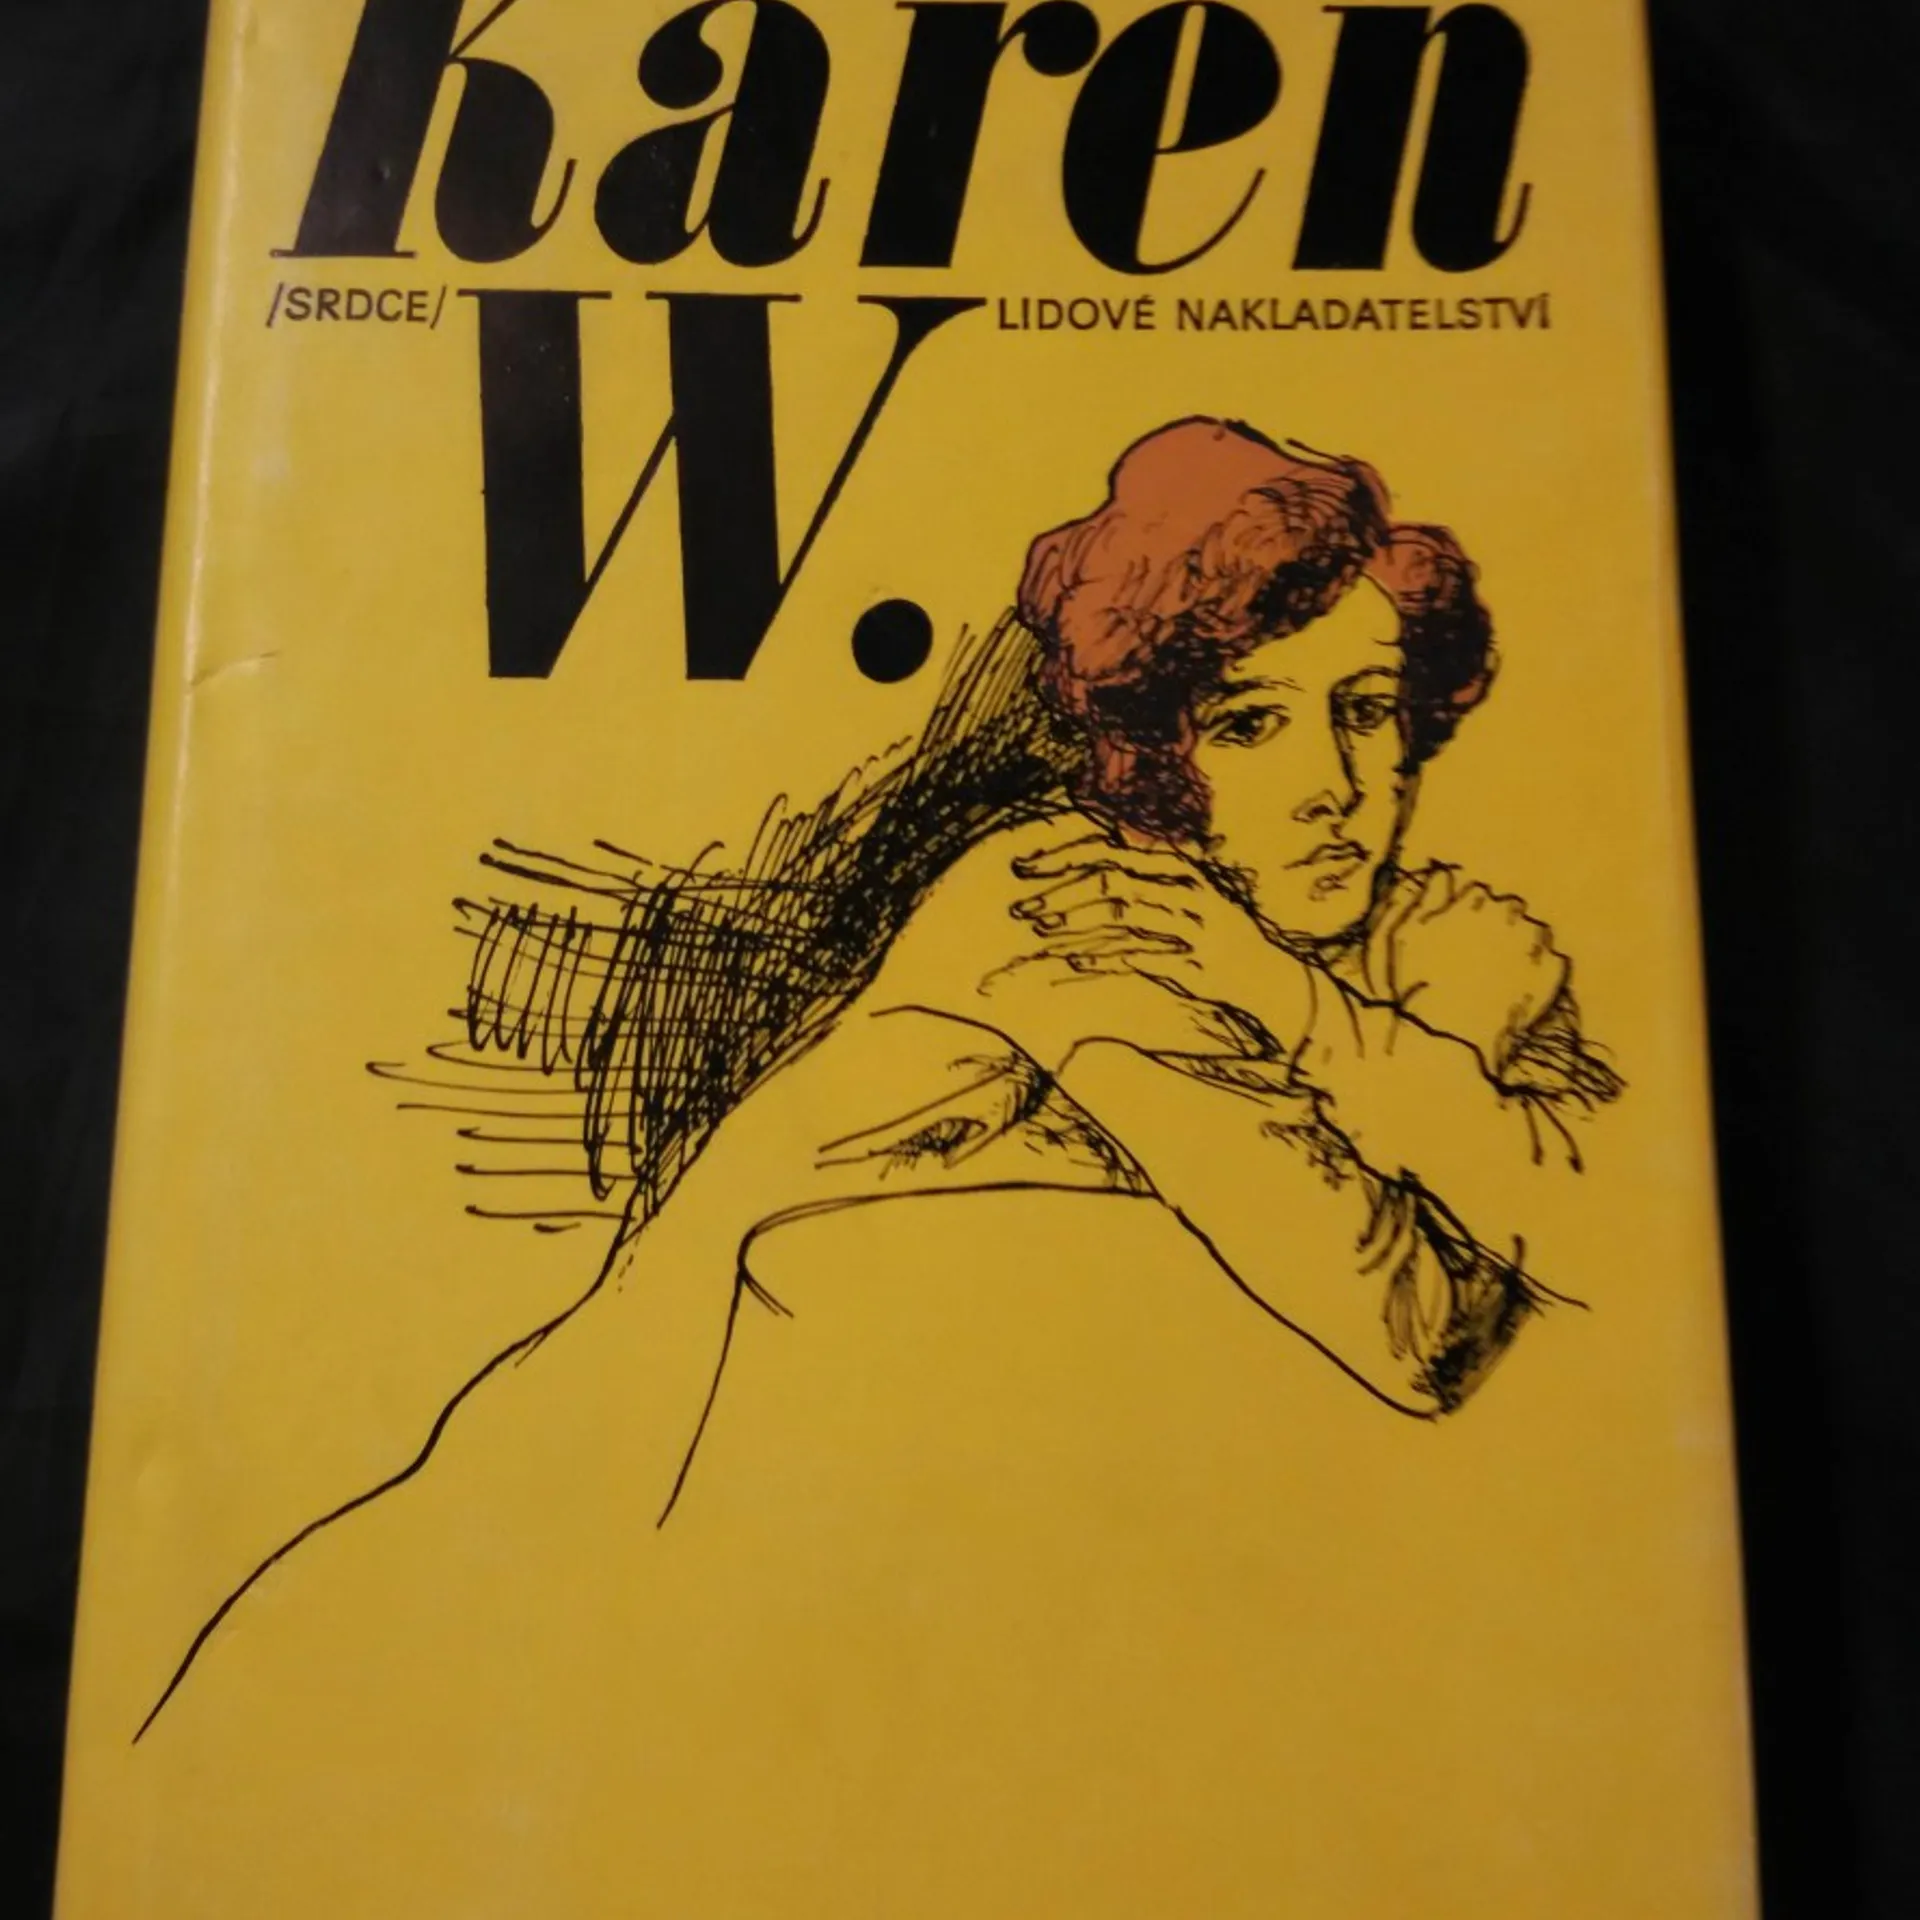 Karen
/SRDCE/ W. LIDOVÉ NAKLADATELSTVÍ